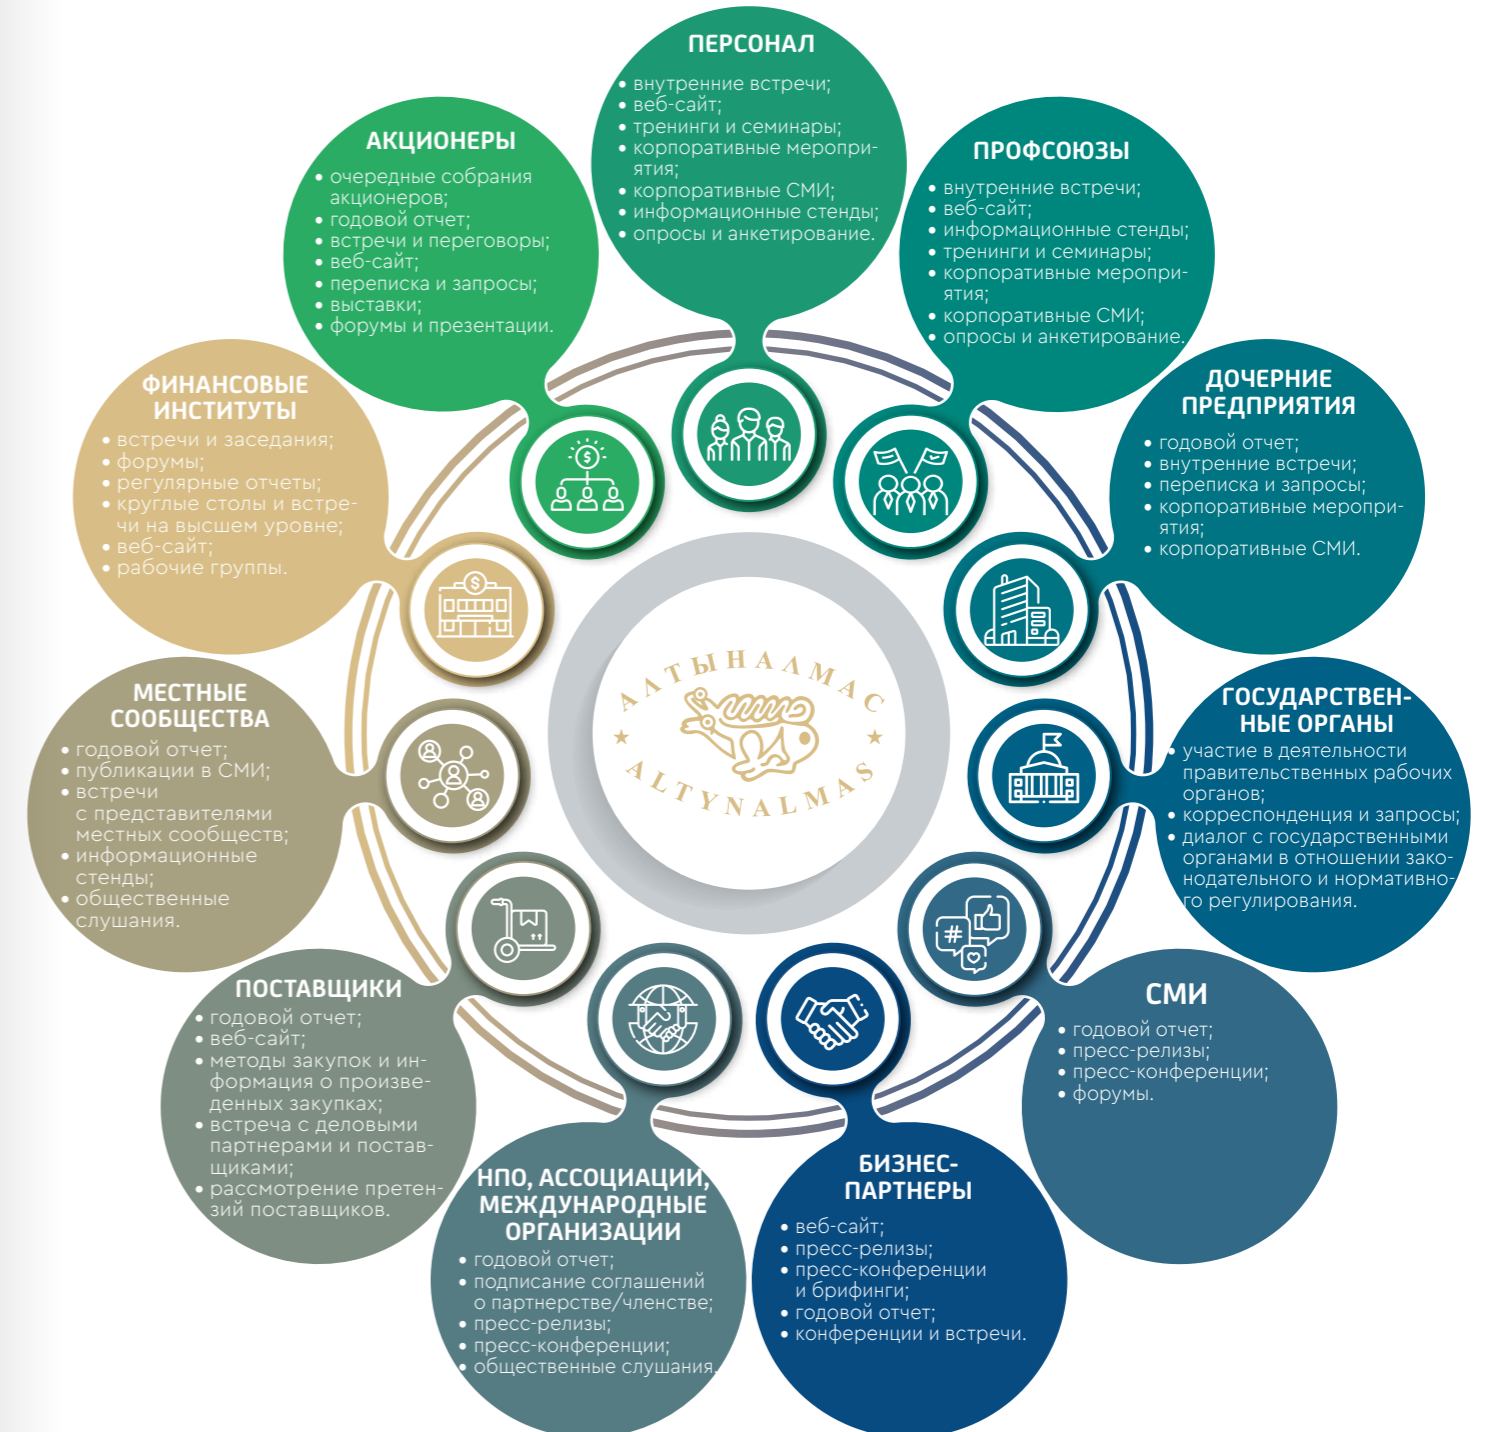 ПЕРСОНАЛ
• внутренние встречи;
• веб-сайт;
• тренинги и семинары;
• корпоративные меропри-
ятия;
• корпоративные СМИ;
• информационные стенды;
• опросы и анкетирование.
ПРОФСОЮЗЫ
• внутренние встречи;
• веб-сайт;
• информационные стенды;
• тренинги и семинары;
• корпоративные меропри-
ятия;
• корпоративные СМИ;
• опросы и анкетирование.
ДОЧЕРНИЕ
ПРЕДПРИЯТИЯ
• годовой отчет;
• внутренние встречи;
• переписка и запросы;
• корпоративные меропри-
ятия;
• корпоративные СМИ.
ГОСУДАРСТВЕН-
НЫЕ ОРГАНЫ
• участие в деятельности
правительственных рабочих
органов;
• корреспонденция и запросы;
• диалог с государственными
органами в отношении зако-
нодательного и нормативно-
го регулирования.
СМИ
• годовой отчет;
• пресс-релизы;
• пресс-конференции;
• форумы.
БИЗНЕС-
ПАРТНЕРЫ
• веб-сайт;
• пресс-релизы;
• пресс-конференции
и брифинги;
• годовой отчет;
• конференции и встречи.
НПО, АССОЦИАЦИИ,
МЕЖДУНАРОДНЫЕ
ОРГАНИЗАЦИИ
• годовой отчет;
• подписание соглашений
о партнерстве/членстве;
• пресс-релизы;
• пресс-конференции;
• общественные слушания.
ПОСТАВЩИКИ
• годовой отчет;
• веб-сайт;
• методы закупок и ин-
формация о произве-
денных закупках;
• встреча с деловыми
партнерами и постав-
щиками;
• рассмотрение претен-
зий поставщиков.
МЕСТНЫЕ
СООБЩЕСТВА
• годовой отчет;
• публикации в СМИ;
• встречи
с представителями
местных сообществ;
• информационные
стенды;
• общественные
слушания.
ФИНАНСОВЫЕ
ИНСТИТУТЫ
• встречи и заседания;
• форумы;
• регулярные отчеты;
• круглые столы и встре-
чи на высшем уровне;
• веб-сайт;
• рабочие группы.
АКЦИОНЕРЫ
• очередные собрания
акционеров;
• годовой отчет;
• встречи и переговоры;
• веб-сайт;
• переписка и запросы;
• выставки;
• форумы и презентации.
АЛТЫНАЛМАС
ALTYNALMAS